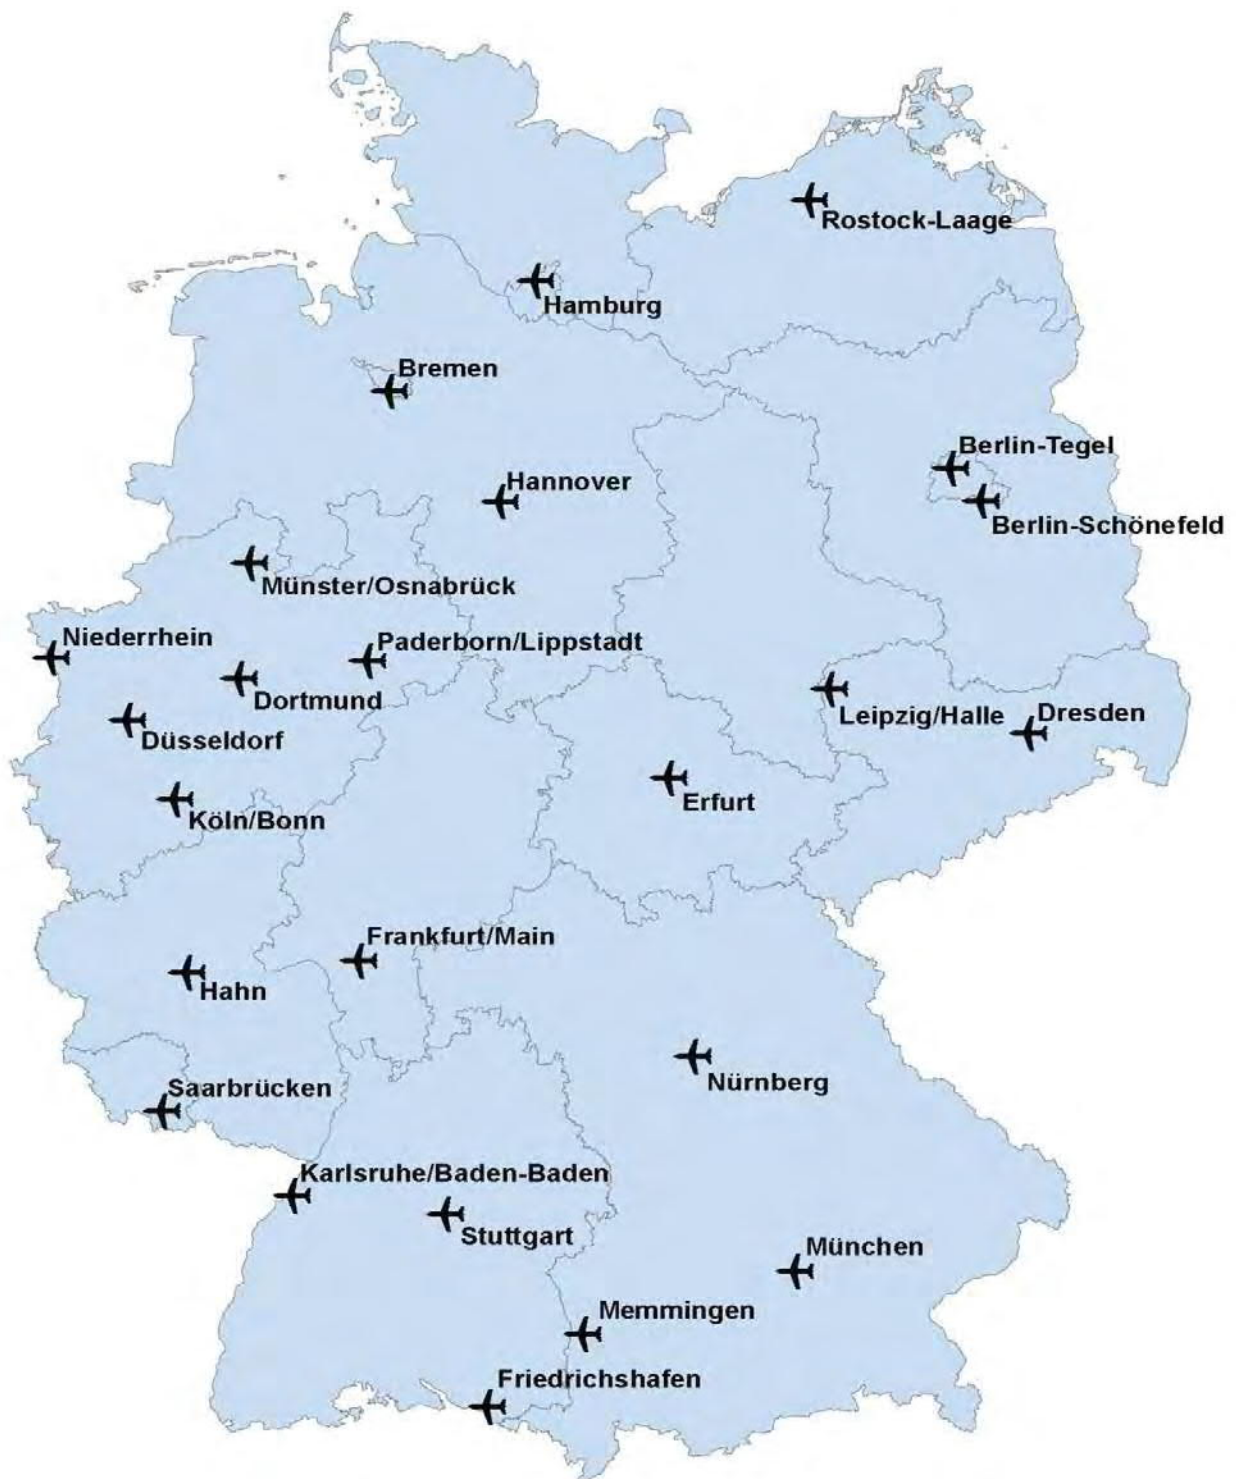 Rostock-Laage
Hamburg
Bremen
Berlin-Tegel
Hannover
Berlin-Schönefeld
Münster/Osnabrück
Niederrhein
Paderborn/Lippstadt
Dortmund
Leipzig/Halle
Dresden
Düsseldorf
Erfurt
Köln/Bonn
Frankfurt/Main
Hahn
Nürnberg
Saarbrücken
Karlsruhe/Baden-Baden
Stuttgart
München
Memmingen
Friedrichshafen